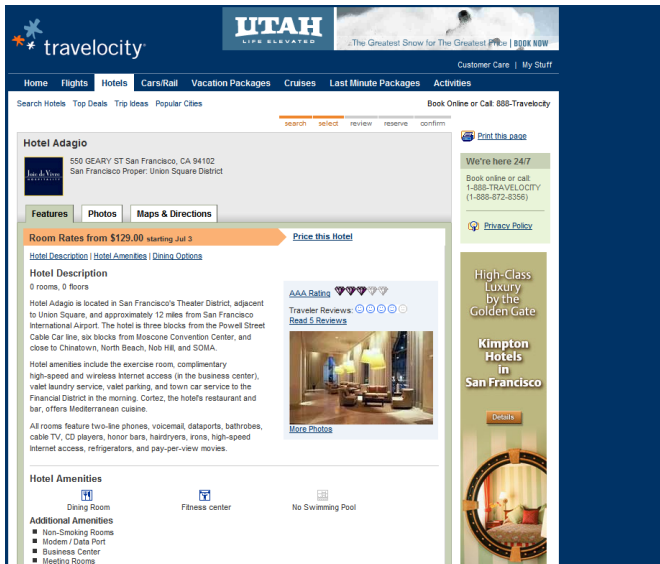 travelocity
UTAH
LIFE ELEVATED
The Greatest Snow for The Greatest Price | BOOK NOW
Customer Care | My Stuff
Home Flights Hotels Cars/Rail Vacation Packages Cruises Last Minute Packages Activities
Search Hotels Top Deals Trip Ideas Popular Cities
Book Online or Call: 888-Travelocity
search select review reserve confirm
Print this page
Hotel Adagio
Joie de Vivre
HOSPITALITY
550 GEARY ST San Francisco, CA 94102
San Francisco Proper: Union Square District
We're here 24/7
Book online or call:
1-888-TRAVELOCITY
(1-888-872-8356)
Privacy Policy
Features Photos Maps & Directions
Room Rates from $129.00 starting Jul 3
Price this Hotel
Hotel Description | Hotel Amenities | Dining Options
Hotel Description
0 rooms, 0 floors
Hotel Adagio is located in San Francisco's Theater District, adjacent
to Union Square, and approximately 12 miles from San Francisco
International Airport. The hotel is three blocks from the Powell Street
Cable Car line, six blocks from Moscone Convention Center, and
close to Chinatown, North Beach, Nob Hill, and SOMA.
Hotel amenities include the exercise room, complimentary
high-speed and wireless Internet access (in the business center),
valet laundry service, valet parking, and town car service to the
Financial District in the morning. Cortez, the hotel's restaurant and
bar, offers Mediterranean cuisine.
All rooms feature two-line phones, voicemail, dataports, bathrobes,
cable TV, CD players, honor bars, hairdryers, irons, high-speed
Internet access, refrigerators, and pay-per-view movies.
AAA Rating
Traveler Reviews:
Read 5 Reviews
More Photos
High-Class
Luxury
by the
Golden Gate
Kimpton
Hotels
in
San Francisco
Details
Hotel Amenities
Dining Room
Fitness center
No Swimming Pool
Additional Amenities
Non-Smoking Rooms
Modem / Data Port
Business Center
Meeting Rooms